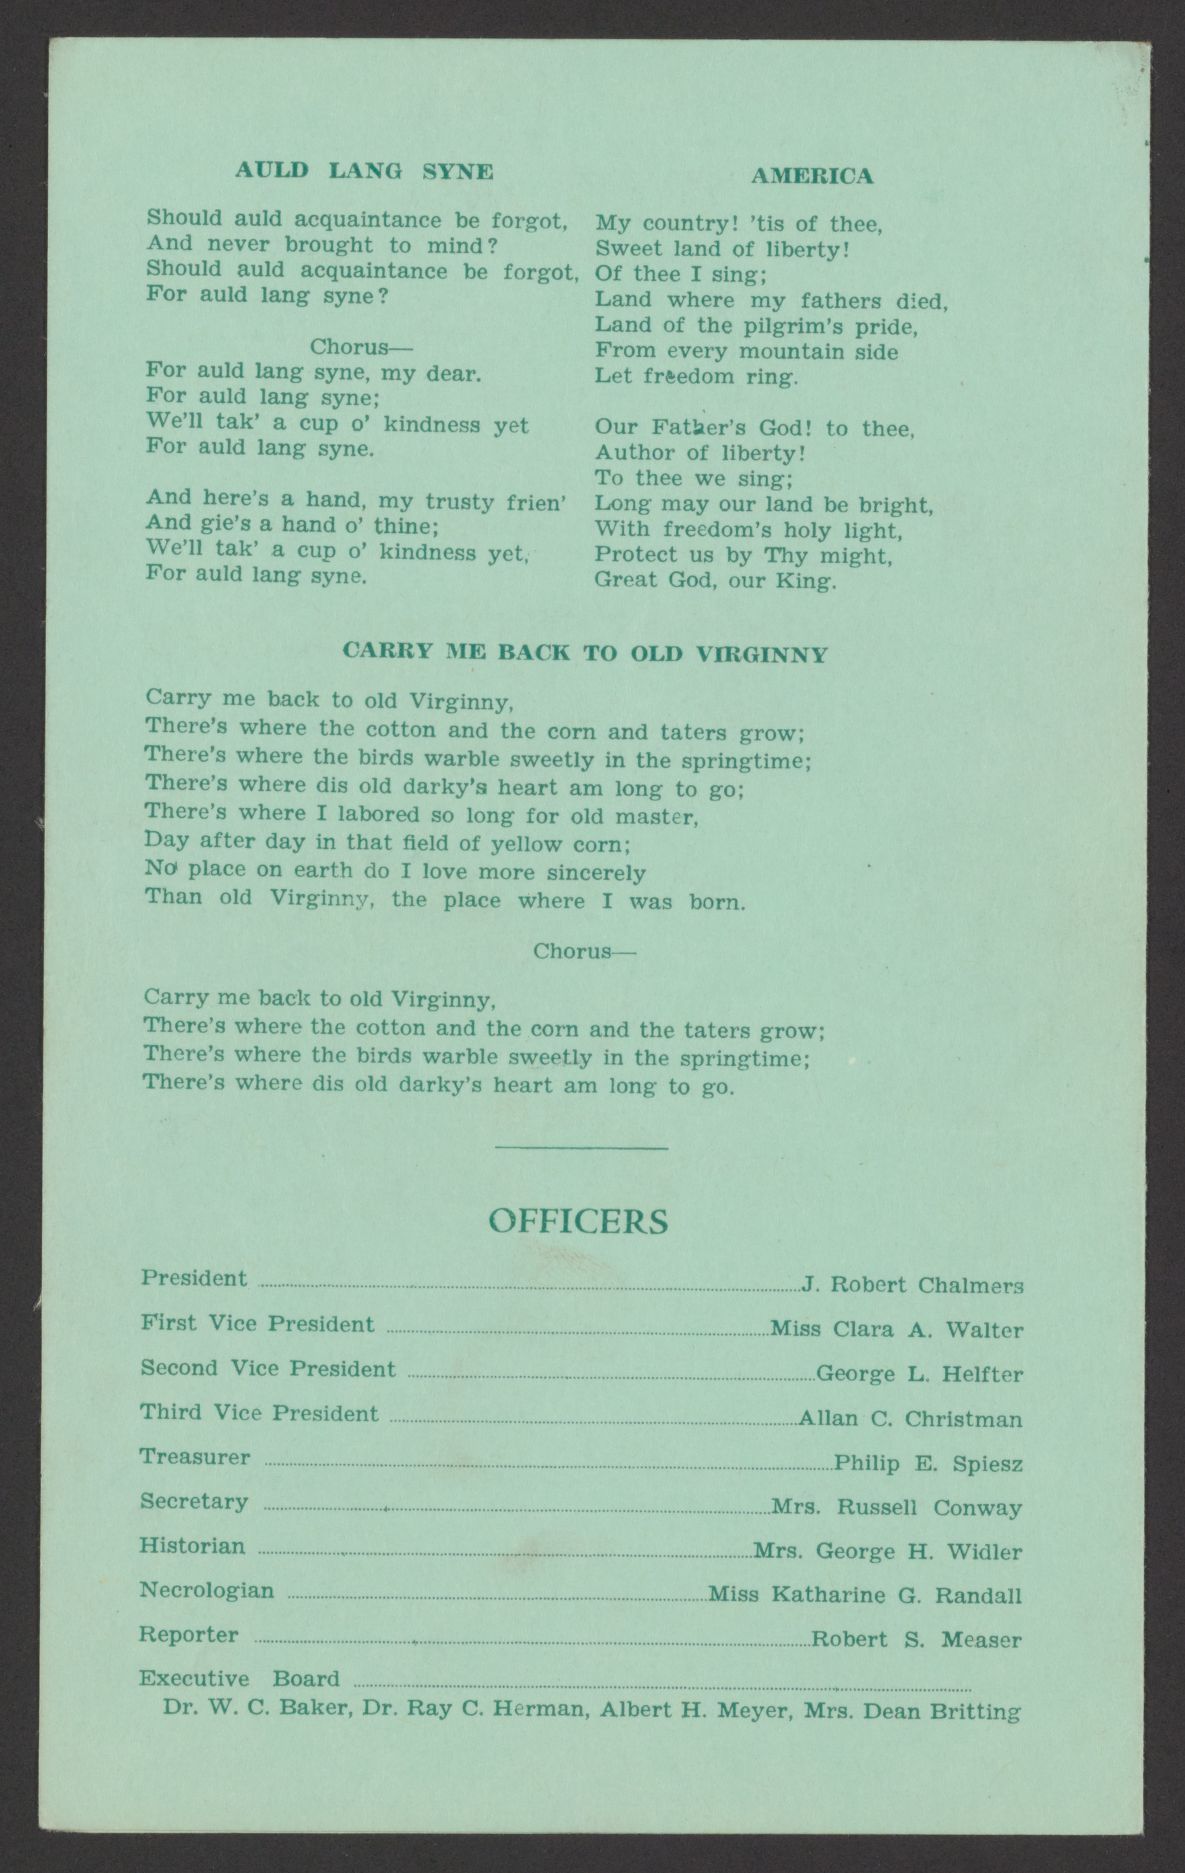 AULD LANG SYNE
Should auld acquaintance be forgot,
And never brought to mind?
Should auld acquaintance be forgot,
For auld lang syne?
Chorus—
For auld lang syne, my dear.
For auld lang syne;
We'll tak' a cup o' kindness yet
For auld lang syne.
And here's a hand, my trusty frien'
And gie's a hand o' thine;
We'll tak' a cup o' kindness yet,
For auld lang syne.
AMERICA
My country! 'tis of thee,
Sweet land of liberty!
Of thee I sing;
Land where my fathers died,
Land of the pilgrim's pride,
From every mountain side
Let freedom ring.
Our Father's God! to thee,
Author of liberty!
To thee we sing;
Long may our land be bright,
With freedom's holy light,
Protect us by Thy might,
Great God, our King.
CARRY ME BACK TO OLD VIRGINNY
Carry me back to old Virginny,
There's where the cotton and the corn and taters grow;
There's where the birds warble sweetly in the springtime;
There's where dis old darky's heart am long to go;
There's where I labored so long for old master,
Day after day in that field of yellow corn;
No place on earth do I love more sincerely
Than old Virginny, the place where I was born.
Chorus—
Carry me back to old Virginny,
There's where the cotton and the corn and the taters grow;
There's where the birds warble sweetly in the springtime;
There's where dis old darky's heart am long to go.
OFFICERS
President ........ J. Robert Chalmers
First Vice President ........ Miss Clara A. Walter
Second Vice President ........ George L. Helfter
Third Vice President ........ Allan C. Christman
Treasurer ........ Philip E. Spiesz
Secretary ........ Mrs. Russell Conway
Historian ........ Mrs. George H. Widler
Necrologian ........ Miss Katharine G. Randall
Reporter ........ Robert S. Measer
Executive Board ........
Dr. W. C. Baker, Dr. Ray C. Herman, Albert H. Meyer, Mrs. Dean Britting